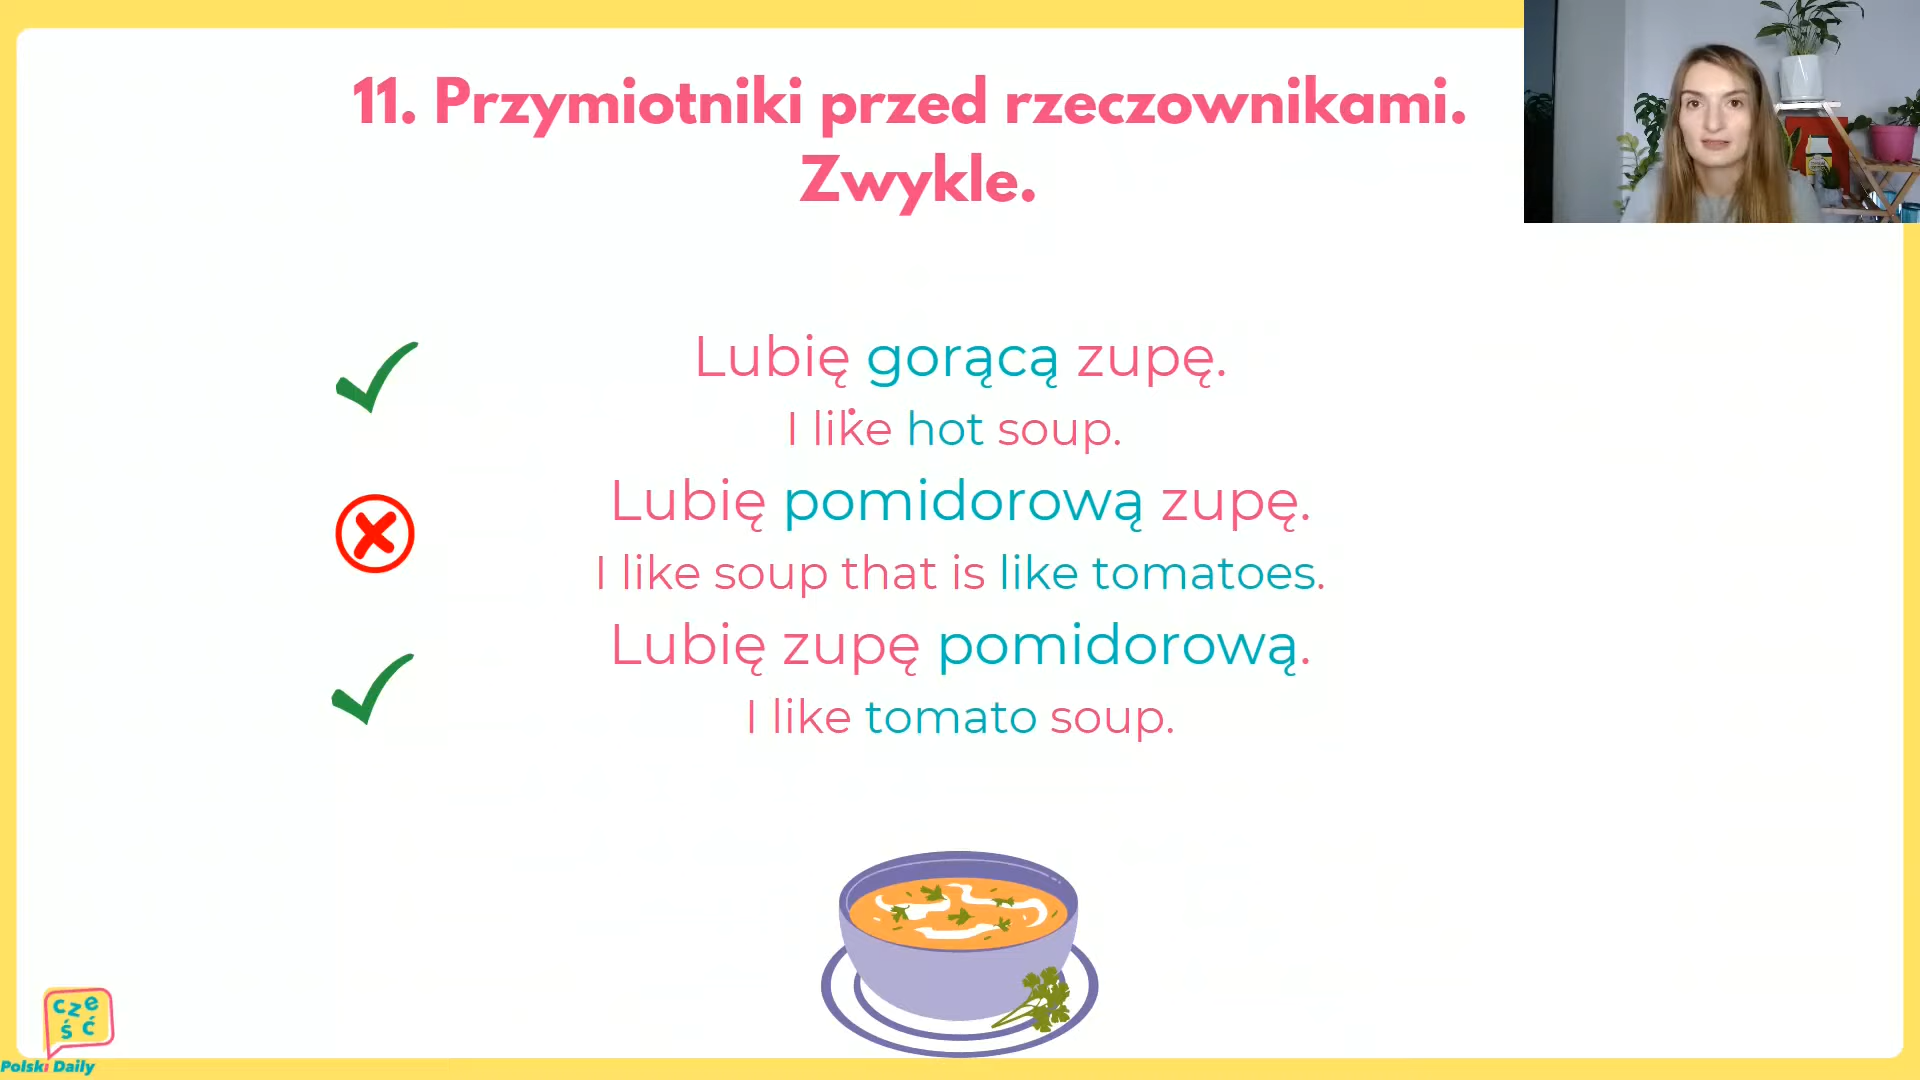 11. Przymiotniki przed rzeczownikami.
Zwykle.
Lubię gorącą zupę.
I like hot soup.
Lubię pomidorową zupę.
I like soup that is like tomatoes.
Lubię zupę pomidorową.
I like tomato soup.
cze
ść
Polski Daily